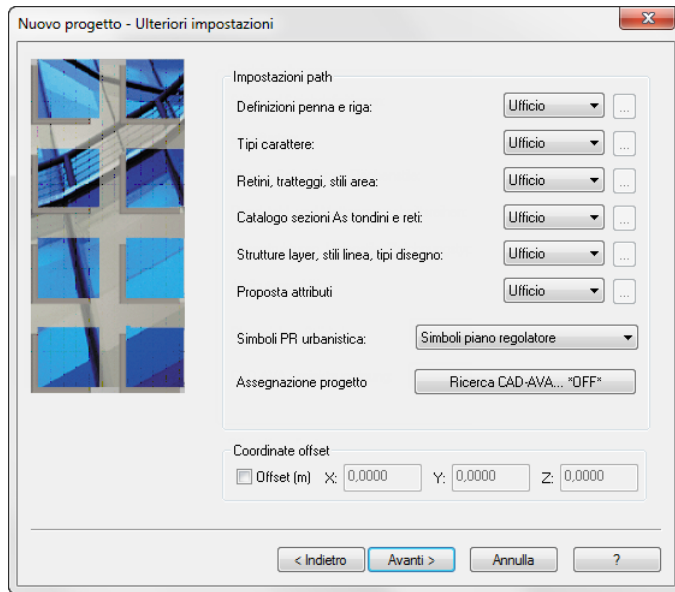 Nuovo progetto - Ulteriori impostazioni
Impostazioni path
Definizioni penna e riga: Ufficio ...
Tipi carattere: Ufficio ...
Retini, tratteggi, stili area: Ufficio ...
Catalogo sezioni As tondini e reti: Ufficio ...
Strutture layer, stili linea, tipi disegno: Ufficio ...
Proposta attributi Ufficio ...
Simboli PR urbanistica: Simboli piano regolatore
Assegnazione progetto Ricerca CAD-AVA... *OFF*
Coordinate offset
Offset (m) X: 0,0000 Y: 0,0000 Z: 0,0000
< Indietro Avanti > Annulla ?